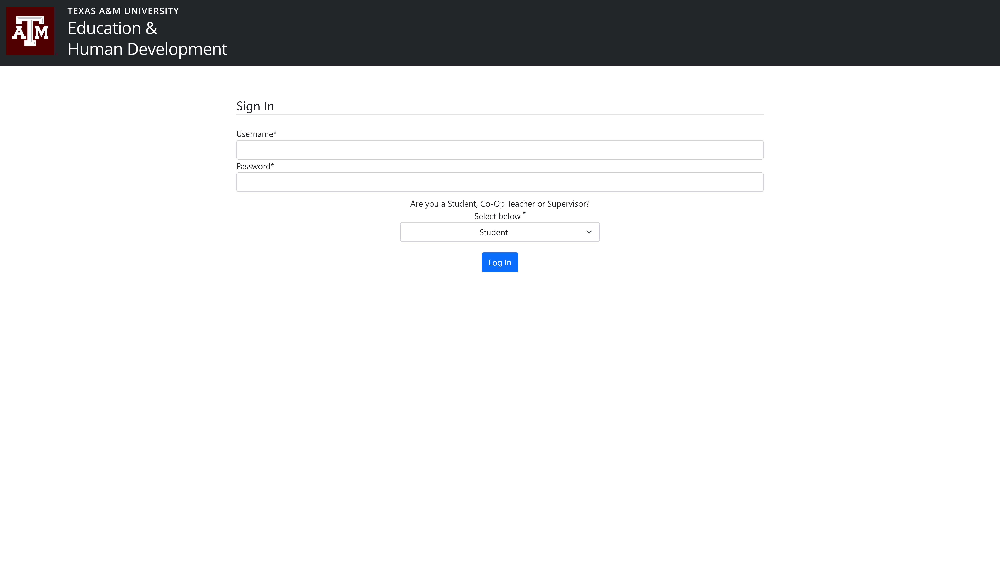 ATM
TEXAS A&M UNIVERSITY
Education &
Human Development
Sign In
Username*
Password*
Are you a Student, Co-Op Teacher or Supervisor?
Select below *
Student
Log In